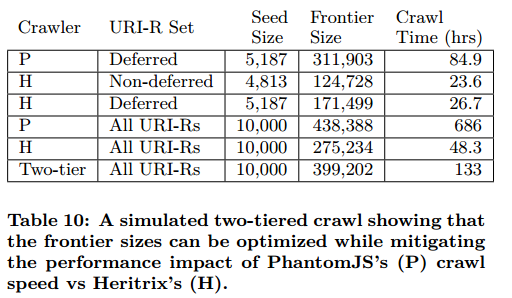 Crawler URI-R Set Seed Size Frontier Size Crawl Time (hrs)
P Deferred 5,187 311,903 84.9
H Non-deferred 4,813 124,728 23.6
H Deferred 5,187 171,499 26.7
P All URI-Rs 10,000 438,388 686
H All URI-Rs 10,000 275,234 48.3
Two-tier All URI-Rs 10,000 399,202 133
Table 10: A simulated two-tiered crawl showing that
the frontier sizes can be optimized while mitigating
the performance impact of PhantomJS's (P) crawl
speed vs Heritrix's (H).